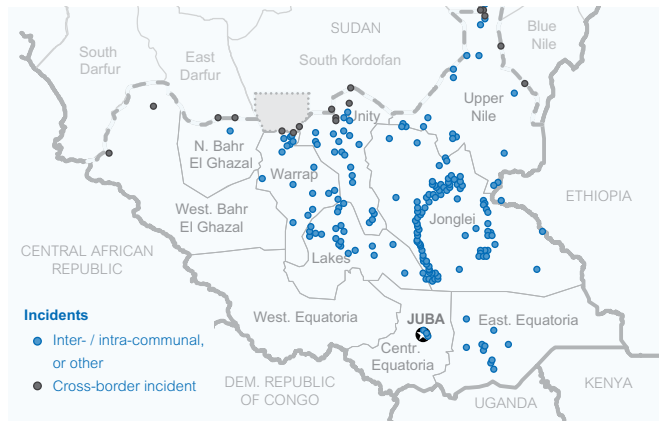 SUDAN
Blue
Nile
South
Darfur
East
Darfur
South Kordofan
Upper
Nile
Unity
N. Bahr
El Ghazal
Warrap
ETHIOPIA
West. Bahr
El Ghazal
Jonglei
CENTRAL AFRICAN
REPUBLIC
Lakes
Incidents
Inter- / intra-communal,
or other
Cross-border incident
West. Equatoria
JUBA
East. Equatoria
Centr.
Equatoria
DEM. REPUBLIC
OF CONGO
UGANDA
KENYA